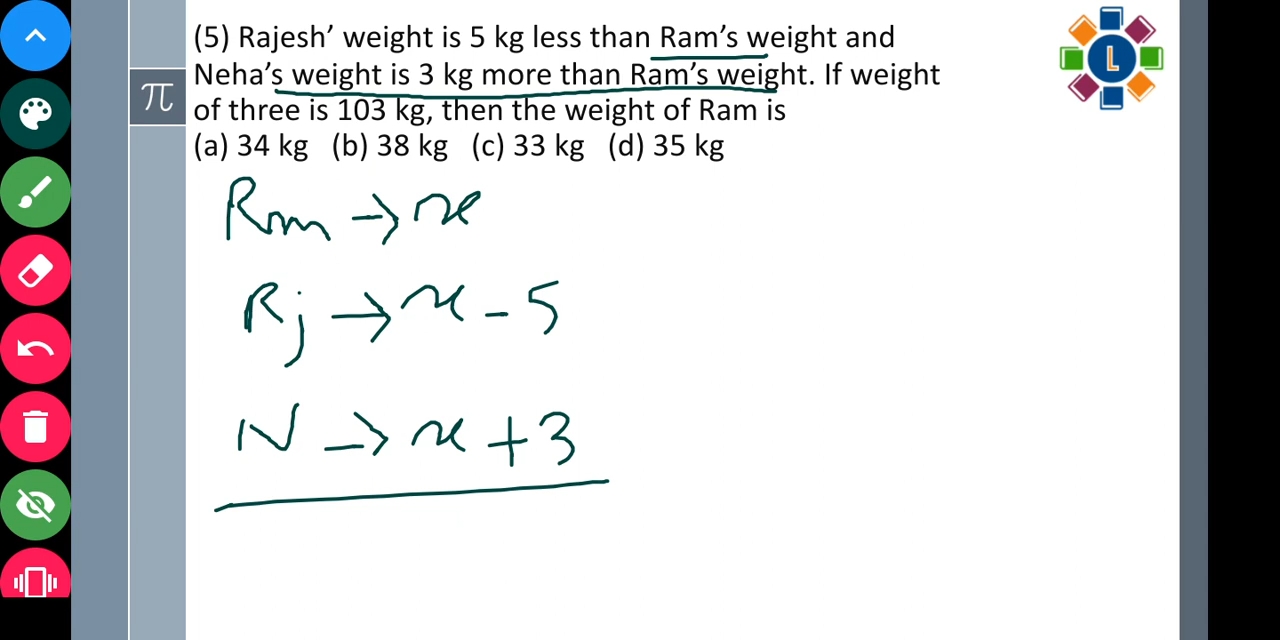 (5) Rajesh’ weight is 5 kg less than Ram’s weight and
Neha’s weight is 3 kg more than Ram’s weight. If weight
of three is 103 kg, then the weight of Ram is
(a) 34 kg (b) 38 kg (c) 33 kg (d) 35 kg
π
L
Rm → x
Rj → x - 5
N → x + 3